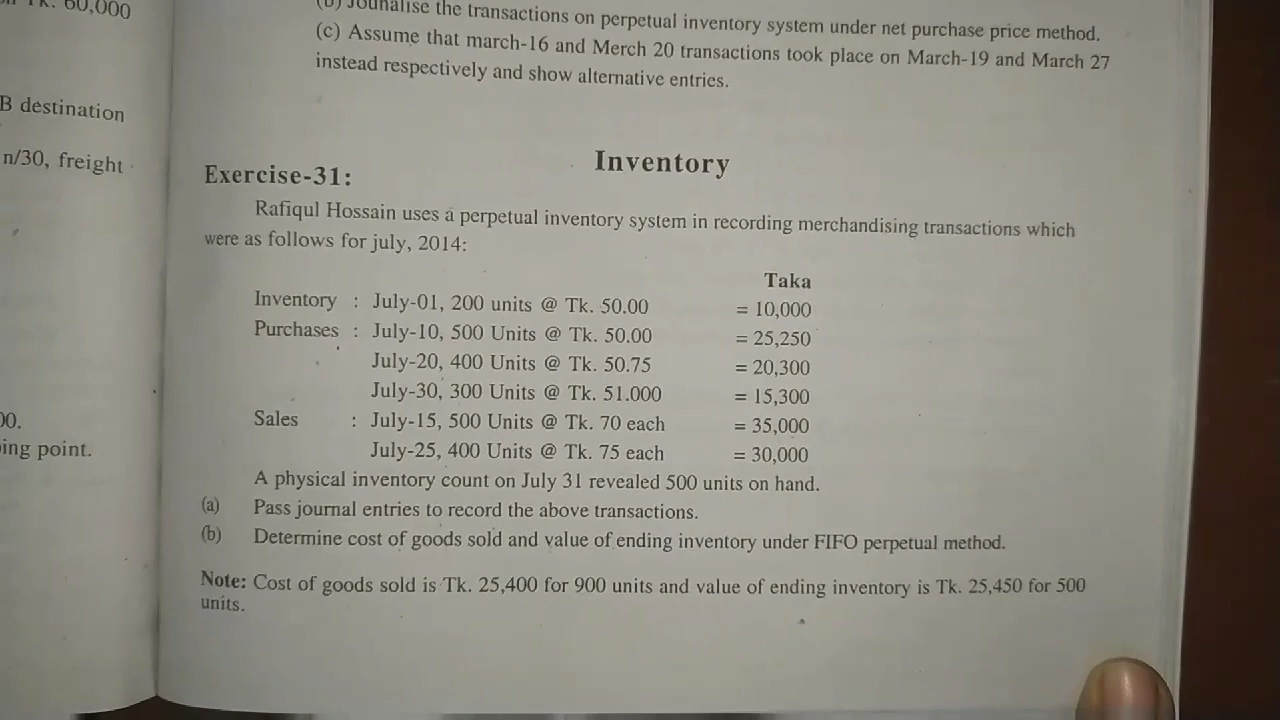 60,000
B destination
n/30, freight
00.
ing point.
(b) Jounalise the transactions on perpetual inventory system under net purchase price method.
(c) Assume that march-16 and Merch 20 transactions took place on March-19 and March 27
instead respectively and show alternative entries.
Inventory
Exercise-31:
Rafiqul Hossain uses a perpetual inventory system in recording merchandising transactions which
were as follows for july, 2014:
Taka
Inventory : July-01, 200 units @ Tk. 50.00 = 10,000
Purchases : July-10, 500 Units @ Tk. 50.00 = 25,250
July-20, 400 Units @ Tk. 50.75 = 20,300
July-30, 300 Units @ Tk. 51.000 = 15,300
Sales : July-15, 500 Units @ Tk. 70 each = 35,000
July-25, 400 Units @ Tk. 75 each = 30,000
A physical inventory count on July 31 revealed 500 units on hand.
(a) Pass journal entries to record the above transactions.
(b) Determine cost of goods sold and value of ending inventory under FIFO perpetual method.
Note: Cost of goods sold is Tk. 25,400 for 900 units and value of ending inventory is Tk. 25,450 for 500
units.